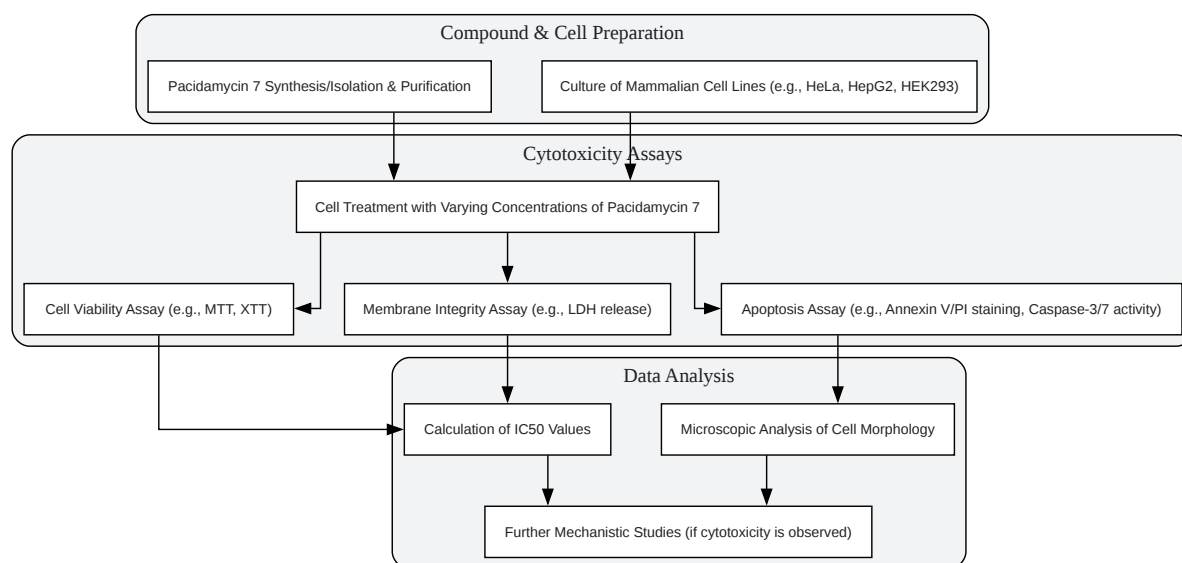 Compound & Cell Preparation
Pacidamycin 7 Synthesis/Isolation & Purification
Culture of Mammalian Cell Lines (e.g., HeLa, HepG2, HEK293)
Cytotoxicity Assays
Cell Treatment with Varying Concentrations of Pacidamycin 7
Cell Viability Assay (e.g., MTT, XTT)
Membrane Integrity Assay (e.g., LDH release)
Apoptosis Assay (e.g., Annexin V/PI staining, Caspase-3/7 activity)
Data Analysis
Calculation of IC50 Values
Microscopic Analysis of Cell Morphology
Further Mechanistic Studies (if cytotoxicity is observed)